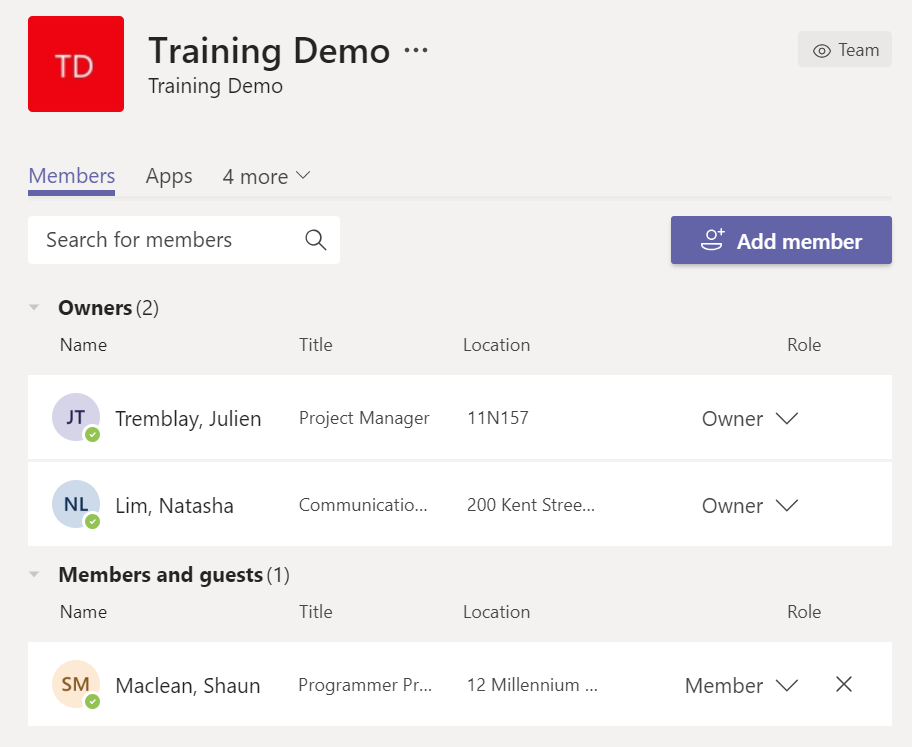 TD
Training Demo ···
Training Demo
Team
Members Apps 4 more
Search for members
Add member
Owners (2)
Name Title Location Role
JT Tremblay, Julien Project Manager 11N157 Owner
NL Lim, Natasha Communicatio... 200 Kent Stree... Owner
Members and guests (1)
Name Title Location Role
SM Maclean, Shaun Programmer Pr... 12 Millennium ... Member